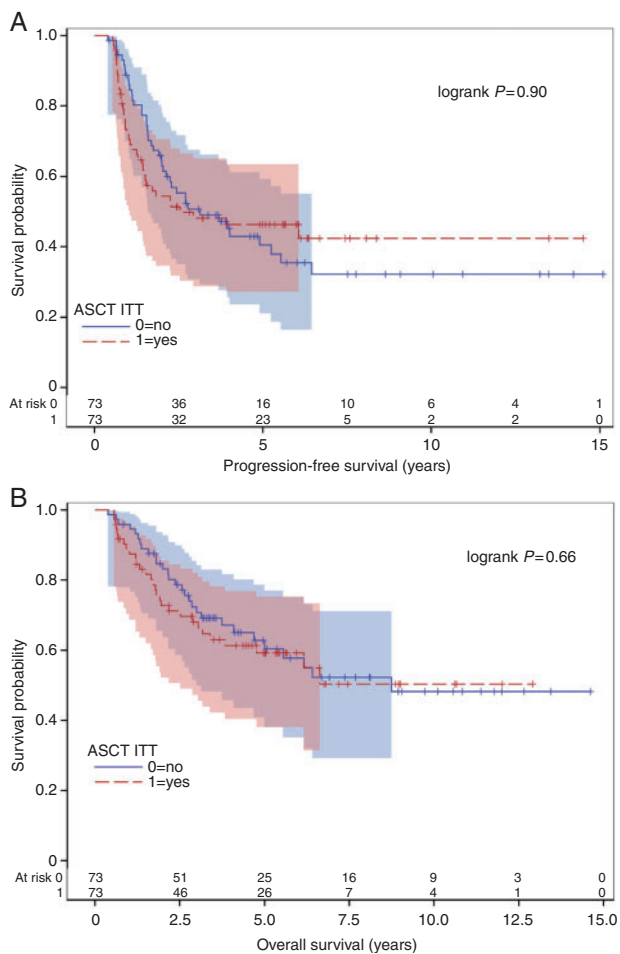 A
1.0
0.8
0.6
0.4
0.2
0
Survival probability
logrank P=0.90
ASCT ITT
0=no
1=yes
At risk 0 73 36 16 10 6 4 1
1 73 32 23 5 2 2 0
0 5 10 15
Progression-free survival (years)
B
1.0
0.8
0.6
0.4
0.2
0
Survival probability
logrank P=0.66
ASCT ITT
0=no
1=yes
At risk 0 73 51 25 16 9 3 0
1 73 46 26 7 4 1 0
0 2.5 5.0 7.5 10.0 12.5 15.0
Overall survival (years)